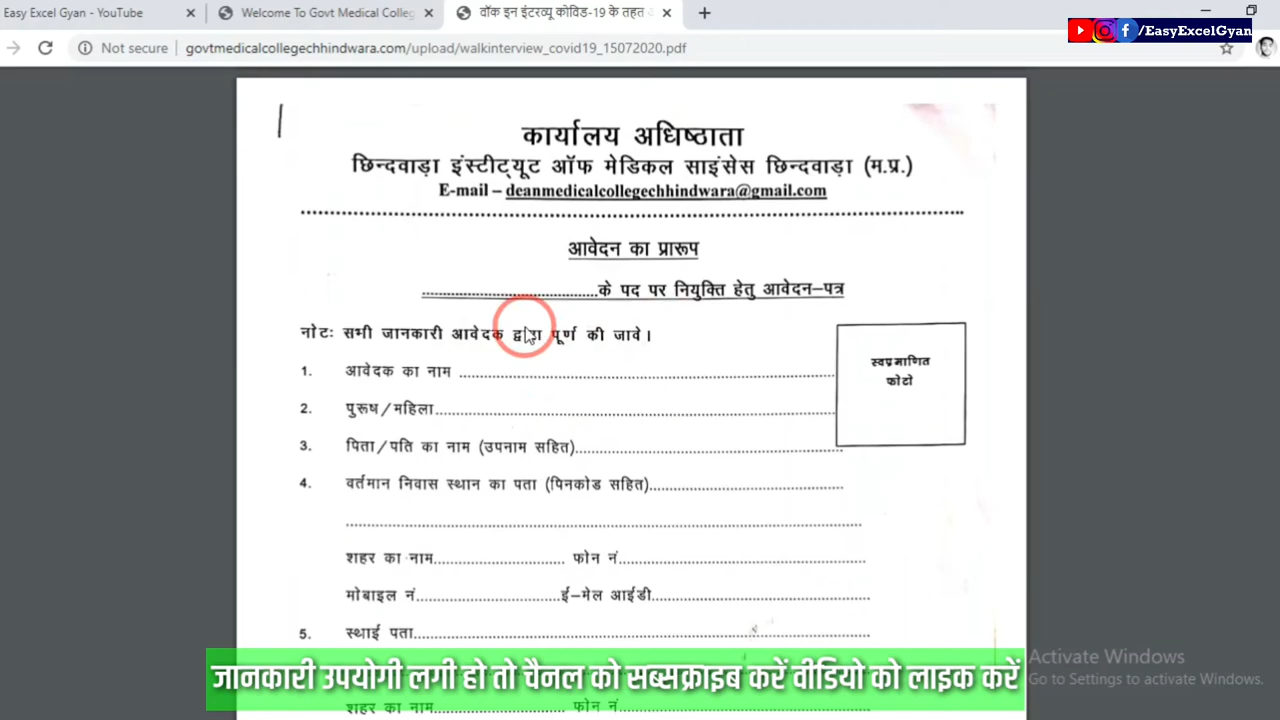 Easy Excel Gyan - YouTube
Welcome To Govt Medical Colleg
वॉक इन इंटरव्यू कोविड-19 के तहत
/EasyExcelGyan
Not secure
govtmedicalcollegechhindwara.com/upload/walkinterview_covid19_15072020.pdf
कार्यालय अधिष्ठाता
छिन्दवाड़ा इंस्टीट्यूट ऑफ मेडिकल साइंसेस छिन्दवाड़ा (म.प्र.)
E-mail – deanmedicalcollegechhindwara@gmail.com
आवेदन का प्रारूप
........................................के पद पर नियुक्ति हेतु आवेदन–पत्र
नोटः सभी जानकारी आवेदक द्वारा पूर्ण की जावे।
स्वप्रमाणित
फोटो
1. आवेदक का नाम ........................................
2. पुरूष/महिला........................................
3. पिता/पति का नाम (उपनाम सहित)........................................
4. वर्तमान निवास स्थान का पता (पिनकोड सहित)........................................
शहर का नाम.................... फोन नं....................
मोबाइल नं....................ई–मेल आईडी....................
5. स्थाई पता........................................
जानकारी उपयोगी लगी हो तो चैनल को सब्सक्राइब करें वीडियो को लाइक करें
शहर का नाम.................... फोन नं....................
Activate Windows
Go to Settings to activate Windows.